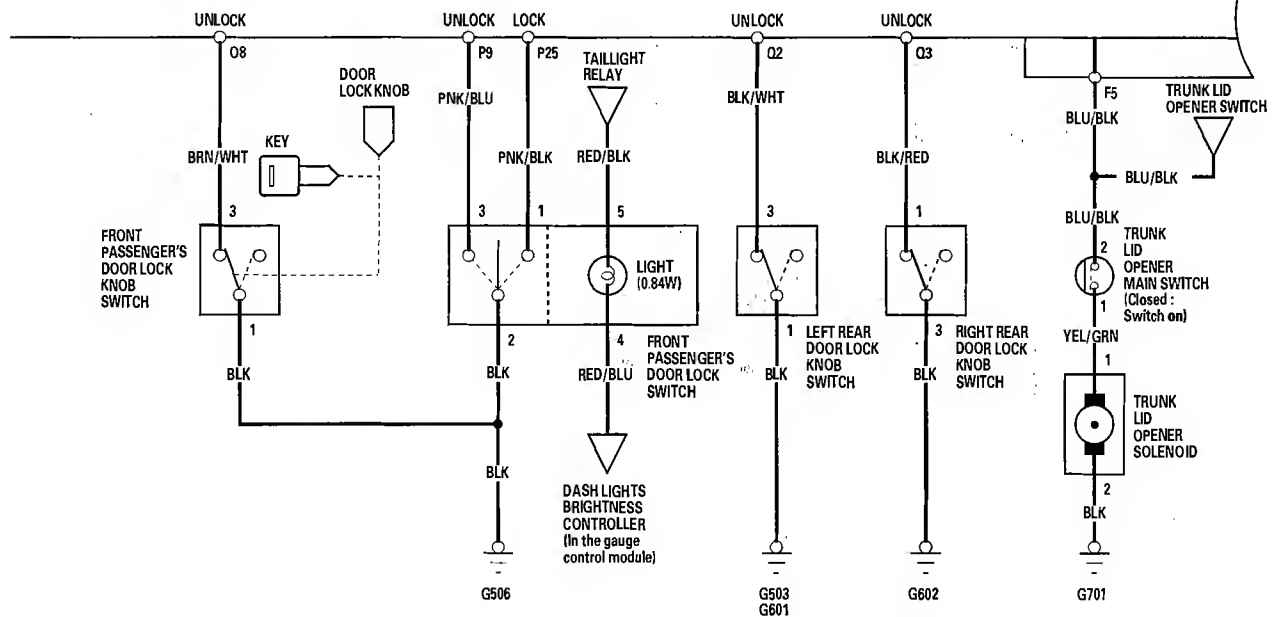 UNLOCK
UNLOCK
LOCK
UNLOCK
UNLOCK
O8
P9
P25
Q2
Q3
F5
DOOR
LOCK KNOB
KEY
TAILLIGHT
RELAY
TRUNK LID
OPENER SWITCH
BRN/WHT
PNK/BLU
PNK/BLK
RED/BLK
BLK/WHT
BLK/RED
BLU/BLK
BLU/BLK
BLU/BLK
3
3
1
5
3
1
2
FRONT
PASSENGER'S
DOOR LOCK
KNOB
SWITCH
LIGHT
(0.84W)
TRUNK
LID
OPENER
MAIN SWITCH
(Closed :
Switch on)
1
1
2
4
FRONT
PASSENGER'S
DOOR LOCK
SWITCH
1
LEFT REAR
DOOR LOCK
KNOB
SWITCH
3
RIGHT REAR
DOOR LOCK
KNOB
SWITCH
YEL/GRN
1
BLK
BLK
RED/BLU
BLK
BLK
TRUNK
LID
OPENER
SOLENOID
2
BLK
BLK
DASH LIGHTS
BRIGHTNESS
CONTROLLER
(In the gauge
control module)
G506
G503
G601
G602
G701